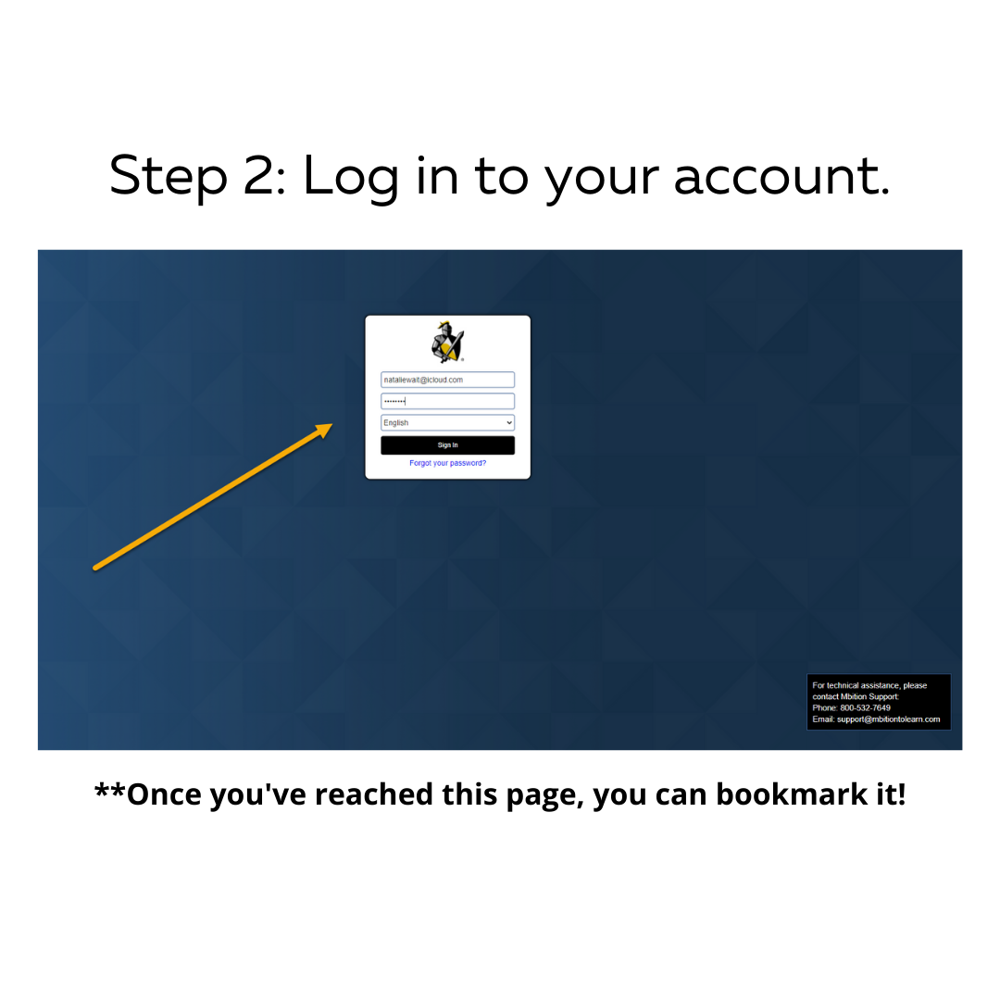 Step 2: Log in to your account.
nataliewait@icloud.com
••••••••
English
Sign In
Forgot your password?
For technical assistance, please
contact Mbition Support:
Phone: 800-532-7649
Email: support@mbitiontolearn.com
**Once you've reached this page, you can bookmark it!